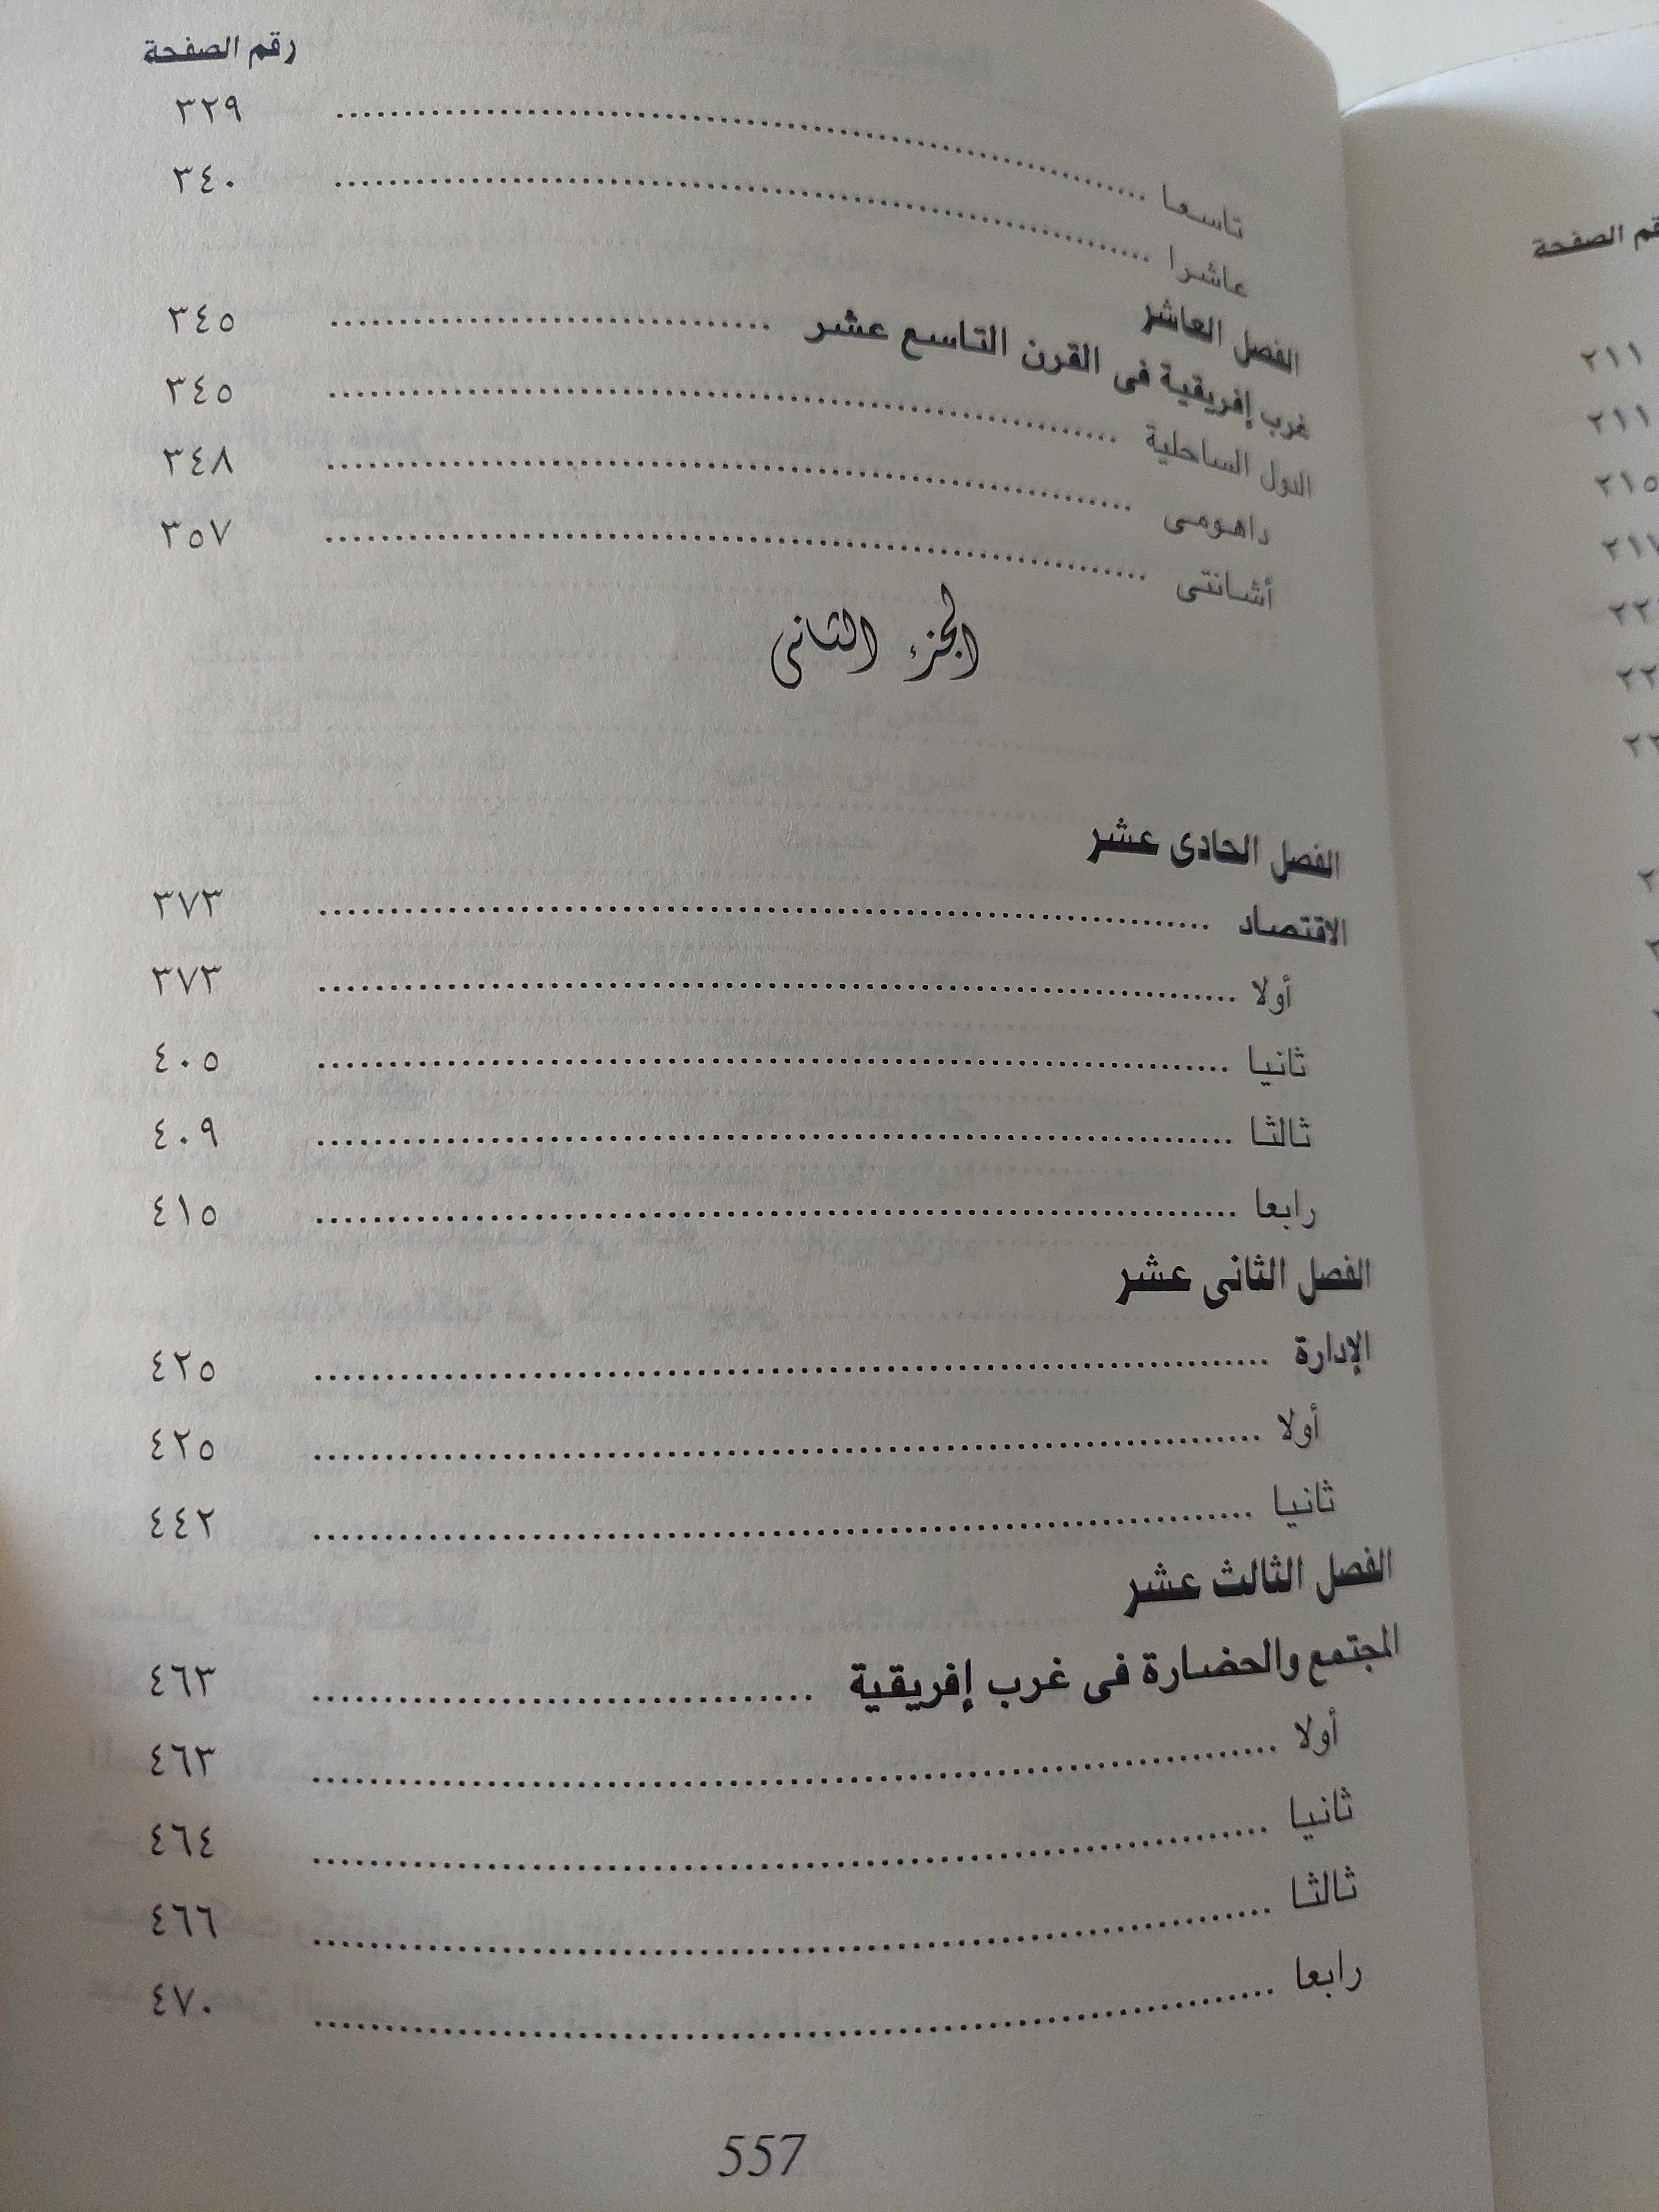 رقم الصفحة
تاسعا ........ ٣٢٩
عاشرا ........ ٣٤٠
الفصل العاشر
غرب إفريقية فى القرن التاسع عشر ........ ٣٤٥
الدول الساحلية ........ ٣٤٥
داهومى ........ ٣٤٨
أشانتى ........ ٣٥٧
الجزء الثانى
الفصل الحادى عشر
الاقتصاد ........ ٣٧٣
أولا ........ ٣٧٣
ثانيا ........ ٤٠٥
ثالثا ........ ٤٠٩
رابعا ........ ٤١٥
الفصل الثانى عشر
الإدارة ........ ٤٢٥
أولا ........ ٤٢٥
ثانيا ........ ٤٤٢
الفصل الثالث عشر
المجتمع والحضارة فى غرب إفريقية ........ ٤٦٣
أولا ........ ٤٦٣
ثانيا ........ ٤٦٤
ثالثا ........ ٤٦٦
رابعا ........ ٤٧٠
557
الصفحة
٢١١
٢١١
٢١٥